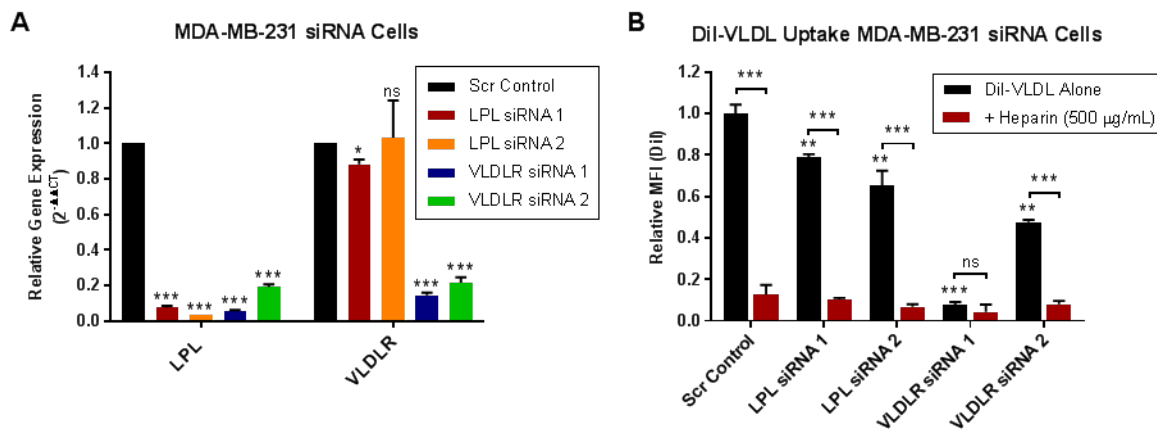 A
MDA-MB-231 siRNA Cells
Relative Gene Expression
(2^-▲▲CT)
1.4
1.2
1.0
0.8
0.6
0.4
0.2
0.0
***
***
***
***
*
ns
***
***
LPL
VLDLR
Scr Control
LPL siRNA 1
LPL siRNA 2
VLDLR siRNA 1
VLDLR siRNA 2
B
DiI-VLDL Uptake MDA-MB-231 siRNA Cells
Relative MFI (DiI)
1.2
1.0
0.8
0.6
0.4
0.2
0.0
***
**
***
**
***
***
ns
**
***
Scr Control
LPL siRNA 1
LPL siRNA 2
VLDLR siRNA 1
VLDLR siRNA 2
DiI-VLDL Alone
+ Heparin (500 µg/mL)